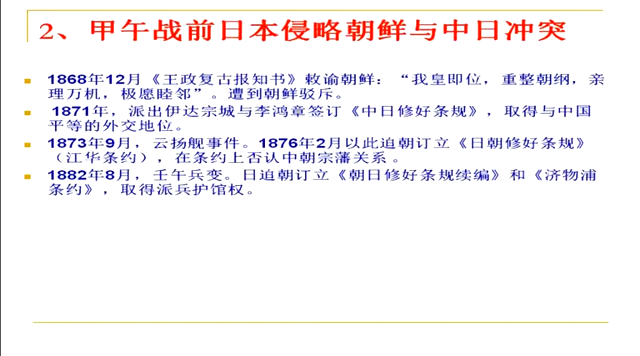 2、甲午战前日本侵略朝鲜与中日冲突
1868年12月《王政复古报知书》敕谕朝鲜：“我皇即位，重整朝纲，亲
理万机，极愿睦邻”。遭到朝鲜驳斥。
1871年，派出伊达宗城与李鸿章签订《中日修好条规》，取得与中国
平等的外交地位。
1873年9月，云扬舰事件。1876年2月以此迫朝订立《日朝修好条规》
（江华条约），在条约上否认中朝宗藩关系。
1882年8月，壬午兵变。日迫朝订立《朝日修好条规续编》和《济物浦
条约》，取得派兵护馆权。